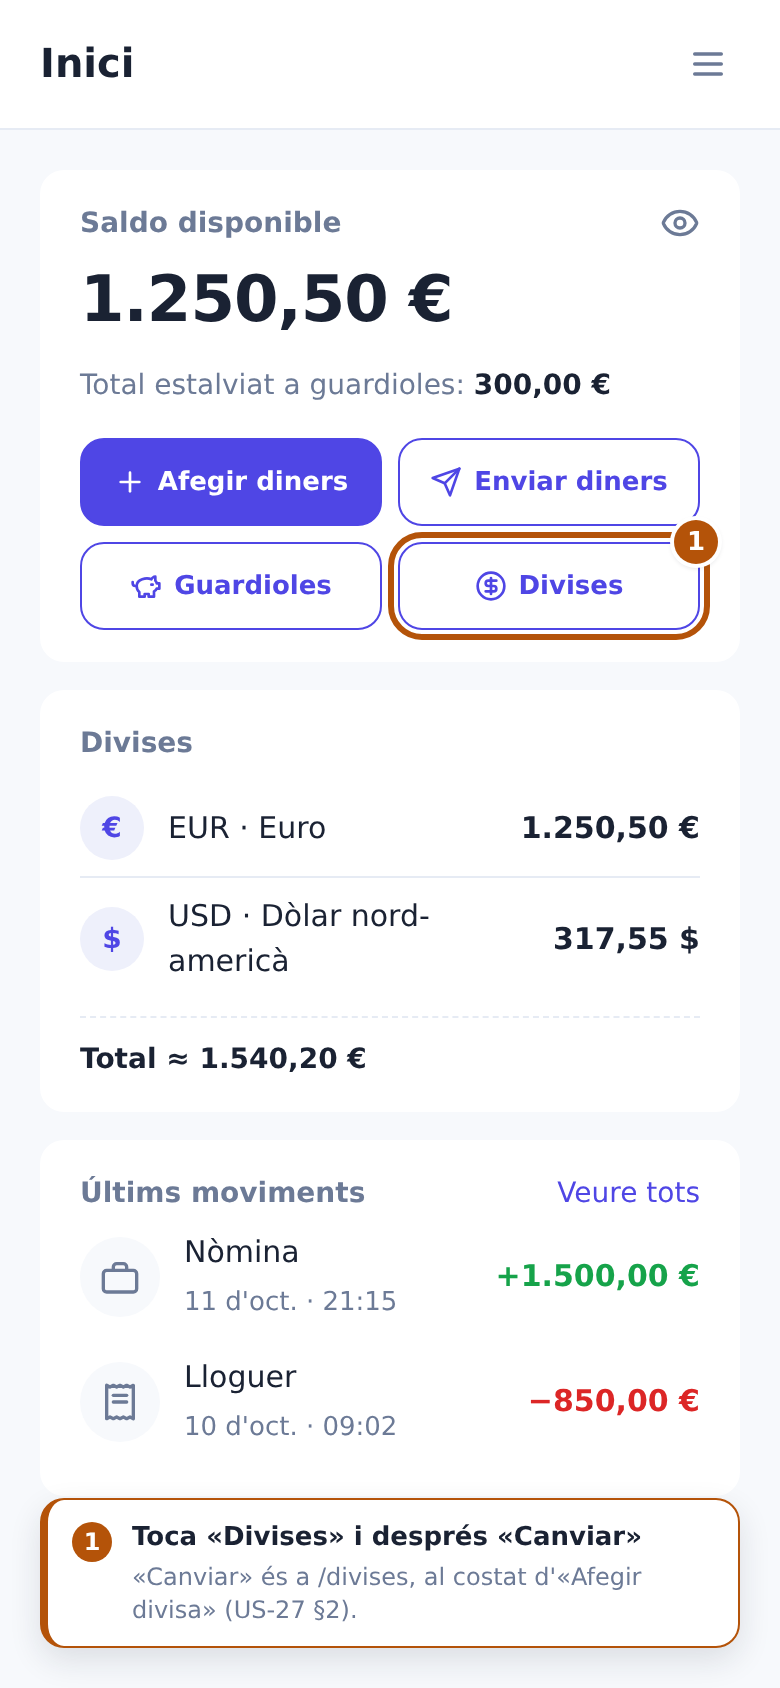 Inici
Saldo disponible
1.250,50 €
Total estalviat a guardioles: 300,00 €
Afegir diners
Enviar diners
1
Guardioles
Divises
Divises
€ EUR · Euro 1.250,50 €
$ USD · Dòlar nord-
americà 317,55 $
Total ≈ 1.540,20 €
Últims moviments Veure tots
Nòmina
11 d'oct. · 21:15
+1.500,00 €
Lloguer
10 d'oct. · 09:02
−850,00 €
1 Toca «Divises» i després «Canviar»
«Canviar» és a /divises, al costat d'«Afegir
divisa» (US-27 §2).